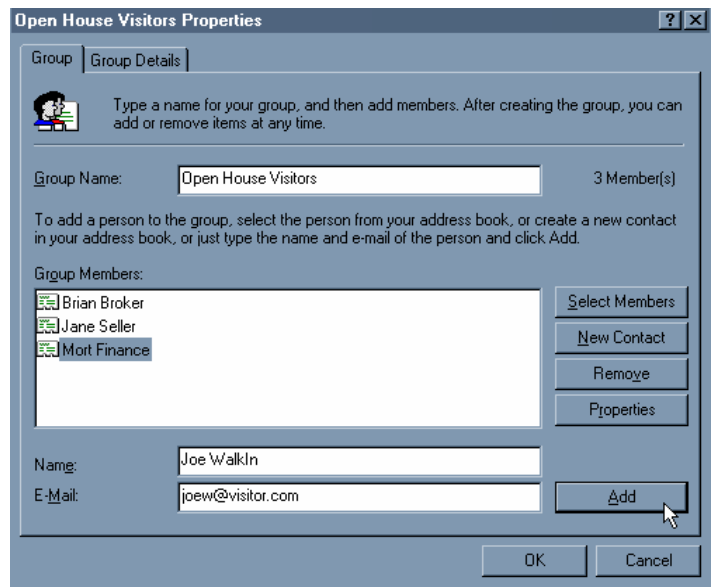 Open House Visitors Properties
Group Group Details
Type a name for your group, and then add members. After creating the group, you can
add or remove items at any time.
Group Name: Open House Visitors 3 Member(s)
To add a person to the group, select the person from your address book, or create a new contact
in your address book, or just type the name and e-mail of the person and click Add.
Group Members:
Brian Broker
Jane Seller
Mort Finance
Select Members
New Contact
Remove
Properties
Name: Joe WalkIn
E-Mail: joew@visitor.com Add
OK Cancel